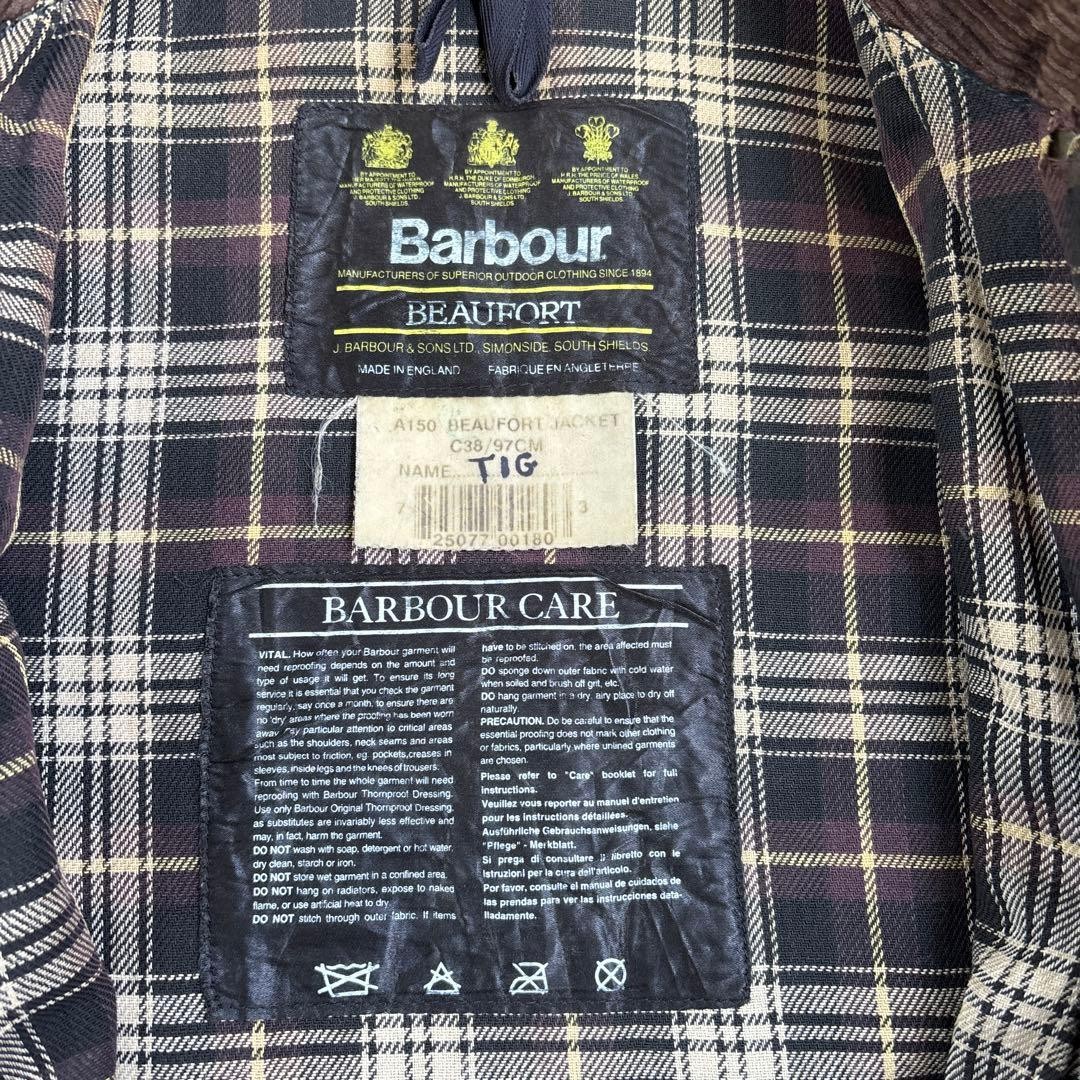 BY APPOINTMENT TO
H.R.H. THE DUKE OF EDINBURGH
MANUFACTURERS OF WATERPROOF
AND PROTECTIVE CLOTHING
J. BARBOUR & SONS LTD.
SOUTH SHIELDS.
BY APPOINTMENT TO
H.R.H. THE PRINCE OF WALES
MANUFACTURERS OF WATERPROOF
AND PROTECTIVE CLOTHING
J. BARBOUR & SONS LTD.
SOUTH SHIELDS.
BY APPOINTMENT TO
MANUFACTURERS OF WATERPROOF
AND PROTECTIVE CLOTHING
J. BARBOUR & SONS LTD.
SOUTH SHIELDS.
Barbour
MANUFACTURERS OF SUPERIOR OUTDOOR CLOTHING SINCE 1894
BEAUFORT
J. BARBOUR & SONS LTD., SIMONSIDE, SOUTH SHIELDS
MADE IN ENGLAND FABRIQUE EN ANGLETERRE
A150 BEAUFORT JACKET
C38/97CM
NAME TIG
7 25077 00180 3
BARBOUR CARE
VITAL. How often your Barbour garment will
need reproofing depends on the amount and
type of usage it will get. To ensure its long
service it is essential that you check the garment
regularly, say once a month, to ensure there are
no 'dry' areas where the proofing has been worn
away. Pay particular attention to critical areas
such as the shoulders, neck seams and areas
most subject to friction, eg. pockets, creases in
sleeves, inside legs and the knees of trousers.
From time to time the whole garment will need
reproofing with Barbour Thornproof Dressing.
Use only Barbour Original Thornproof Dressing,
as substitutes are invariably less effective and
may, in fact, harm the garment.
DO NOT wash with soap, detergent or hot water,
dry clean, starch or iron.
DO NOT store wet garment in a confined area.
DO NOT hang on radiators, expose to naked
flame, or use artificial heat to dry.
DO NOT stitch through outer fabric. If items
have to be stitched on, the area affected must
be reproofed.
DO sponge down outer fabric with cold water
when soiled and brush off grit, etc.
DO hang garment in a dry, airy place to dry off
naturally.
PRECAUTION. Do be careful to ensure that the
essential proofing does not mark other clothing
or fabrics, particularly where unlined garments
are chosen.
Please refer to "Care" booklet for full
instructions.
Veuillez vous reporter au manuel d'entretien
pour les instructions détaillées.
Ausführliche Gebrauchsanweisungen, siehe
"Pflege" - Merkblatt.
Si prega di consultare il libretto con le
istruzioni per la cura dell'articolo.
Por favor, consulte el manual de cuidados de
las prendas para ver las instrucciones deta-
lladamente.